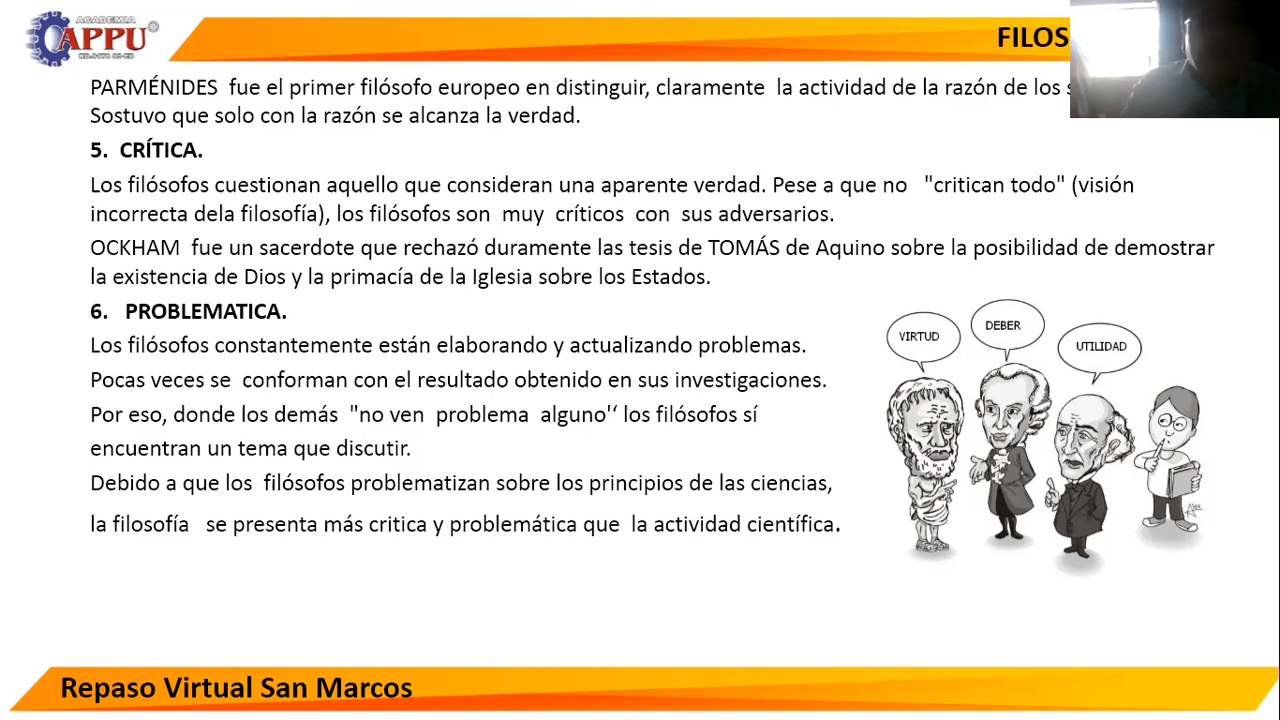 ACADEMIA
APPU
FILOS
PARMÉNIDES fue el primer filósofo europeo en distinguir, claramente la actividad de la razón de los s
Sostuvo que solo con la razón se alcanza la verdad.
5. CRÍTICA.
Los filósofos cuestionan aquello que consideran una aparente verdad. Pese a que no "critican todo" (visión
incorrecta dela filosofía), los filósofos son muy críticos con sus adversarios.
OCKHAM fue un sacerdote que rechazó duramente las tesis de TOMÁS de Aquino sobre la posibilidad de demostrar
la existencia de Dios y la primacía de la Iglesia sobre los Estados.
6. PROBLEMATICA.
Los filósofos constantemente están elaborando y actualizando problemas.
Pocas veces se conforman con el resultado obtenido en sus investigaciones.
Por eso, donde los demás "no ven problema alguno'‘ los filósofos sí
encuentran un tema que discutir.
Debido a que los filósofos problematizan sobre los principios de las ciencias,
la filosofía se presenta más critica y problemática que la actividad científica.
VIRTUD
DEBER
UTILIDAD
Repaso Virtual San Marcos